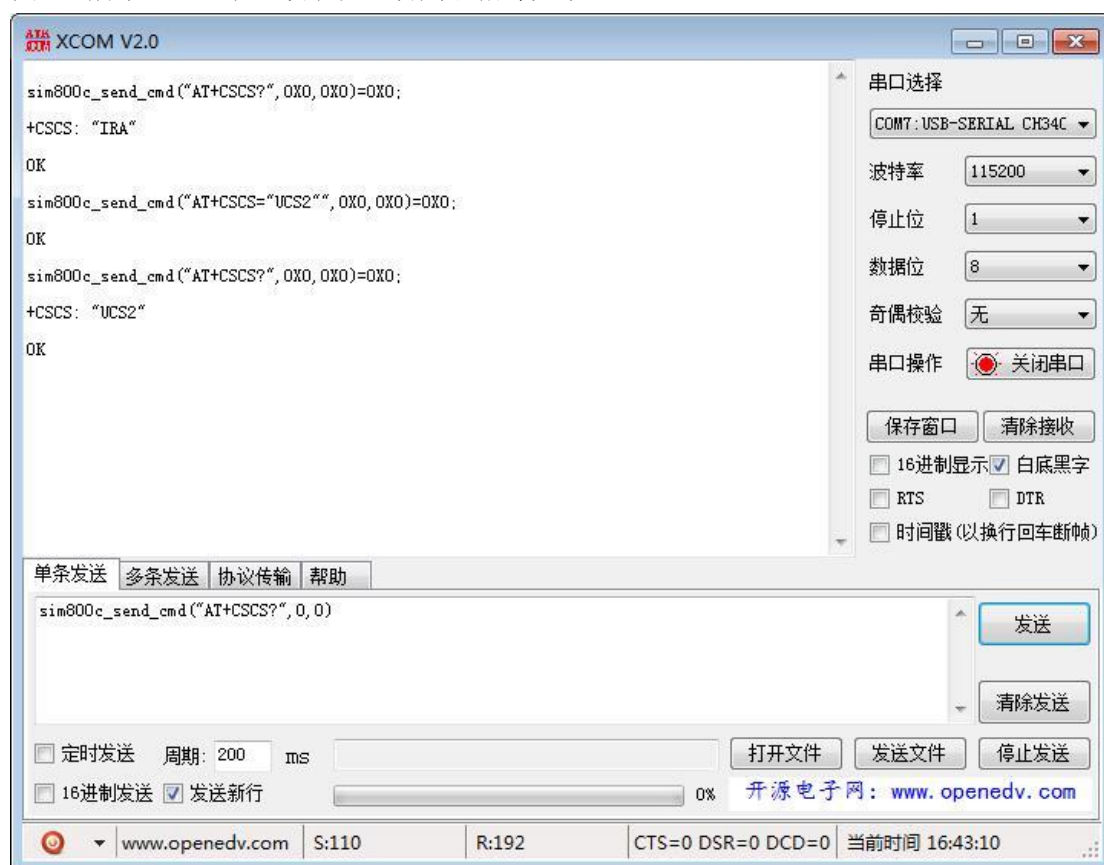 XCOM V2.0
sim800c_send_cmd("AT+CSCS?",0X0,0X0)=0X0;
+CSCS: "IRA"
OK
sim800c_send_cmd("AT+CSCS="UCS2"",0X0,0X0)=0X0;
OK
sim800c_send_cmd("AT+CSCS?",0X0,0X0)=0X0;
+CSCS: "UCS2"
OK
串口选择
COM7:USB-SERIAL CH34C
波特率 115200
停止位 1
数据位 8
奇偶校验 无
串口操作 关闭串口
保存窗口 清除接收
16进制显示 白底黑字
RTS DTR
时间戳(以换行回车断帧)
单条发送 多条发送 协议传输 帮助
sim800c_send_cmd("AT+CSCS?",0,0)
发送
清除发送
定时发送 周期: 200 ms 打开文件 发送文件 停止发送
16进制发送 发送新行 0% 开源电子网: www.openedv.com
www.openedv.com S:110 R:192 CTS=0 DSR=0 DCD=0 当前时间 16:43:10